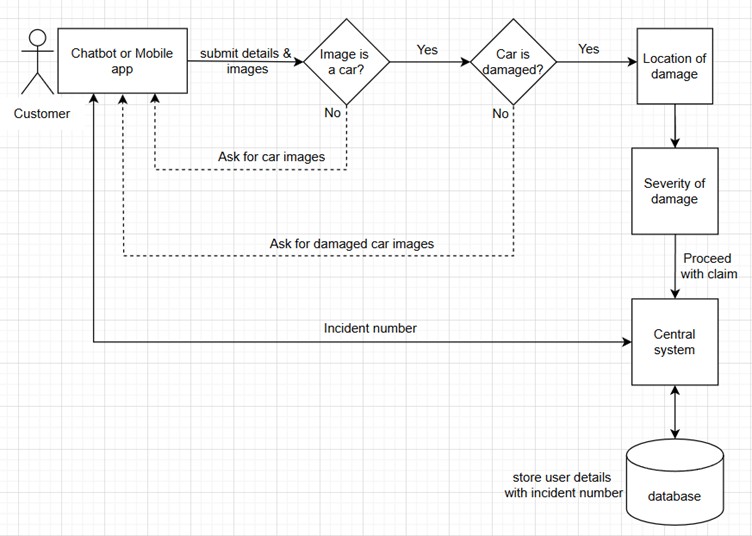 Chatbot or Mobile
app
submit details &
images
Image is
a car?
Yes
Car is
damaged?
Yes
Location of
damage
Customer
No
No
Ask for car images
Severity of
damage
Ask for damaged car images
Proceed
with claim
Incident number
Central
system
store user details
with incident number
database